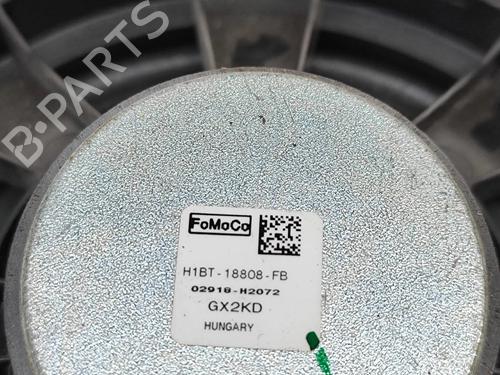 B-PARTS
FoMoCo
H1BT-18808-FB
02918-H2072
GX2KD
HUNGARY